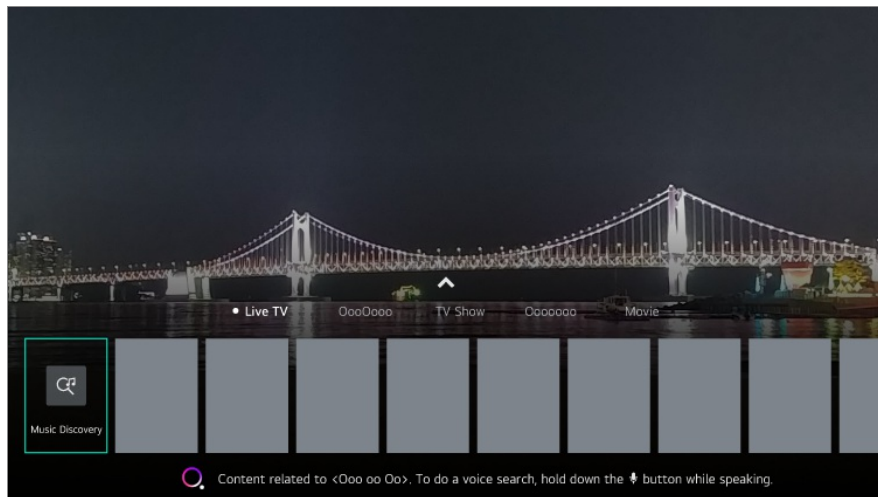 Live TV OooOooo TV Show Ooooooo Movie
Music Discovery
Content related to <Ooo oo Oo>. To do a voice search, hold down the button while speaking.